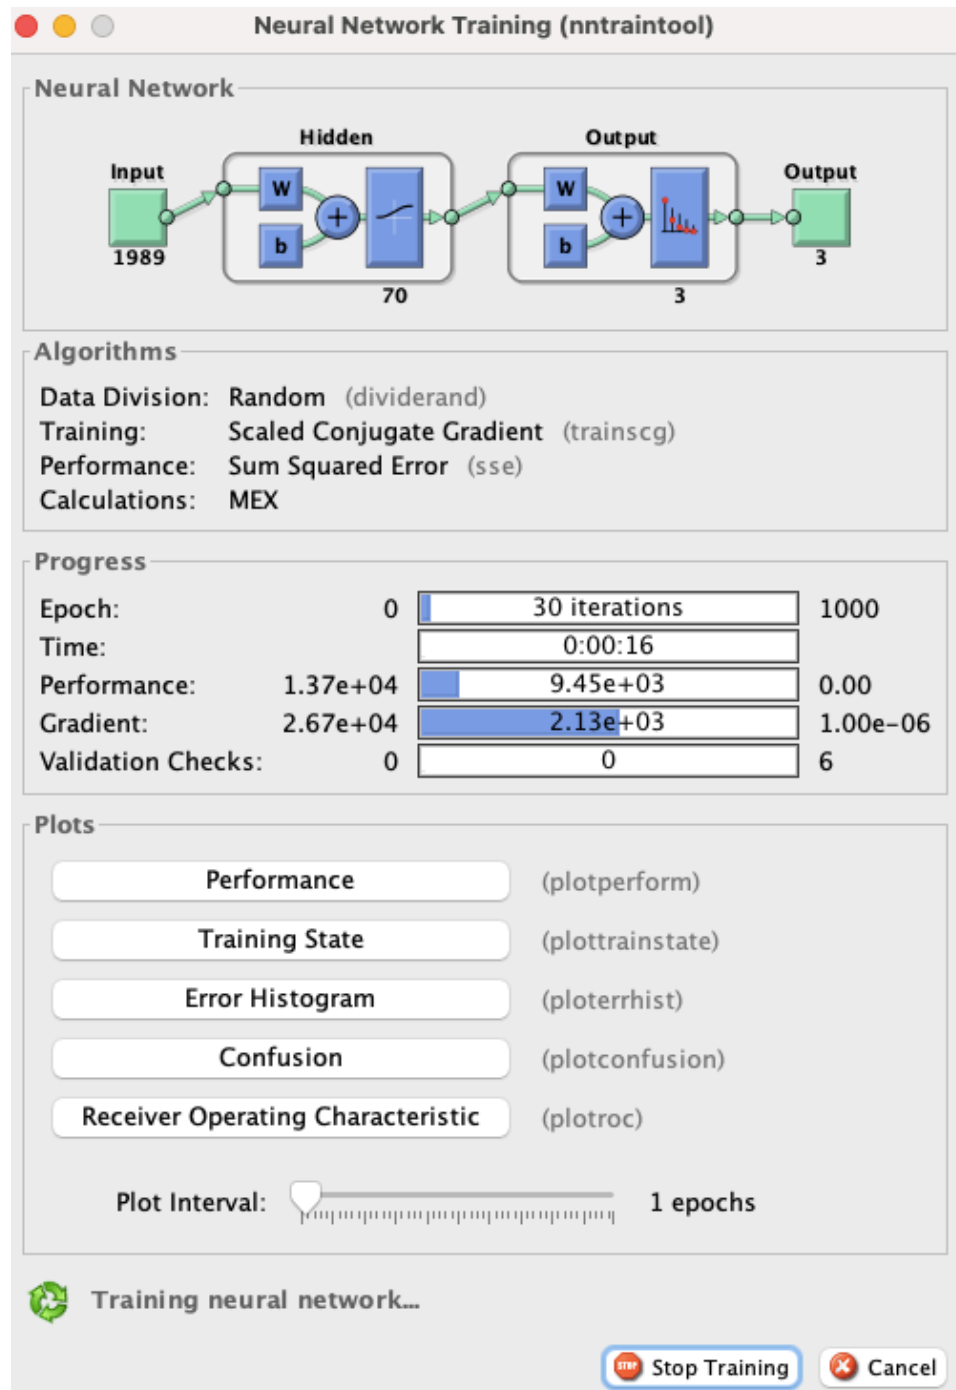 Neural Network Training (nntraintool)
Neural Network
Hidden
Output
Input
Output
W
W
b
b
1989
3
70
3
Algorithms
Data Division: Random (dividerand)
Training: Scaled Conjugate Gradient (trainscg)
Performance: Sum Squared Error (sse)
Calculations: MEX
Progress
Epoch: 0 30 iterations 1000
Time: 0:00:16
Performance: 1.37e+04 9.45e+03 0.00
Gradient: 2.67e+04 2.13e+03 1.00e-06
Validation Checks: 0 0 6
Plots
Performance (plotperform)
Training State (plottrainstate)
Error Histogram (ploterrhist)
Confusion (plotconfusion)
Receiver Operating Characteristic (plotroc)
Plot Interval: 1 epochs
Training neural network...
STOP Stop Training Cancel